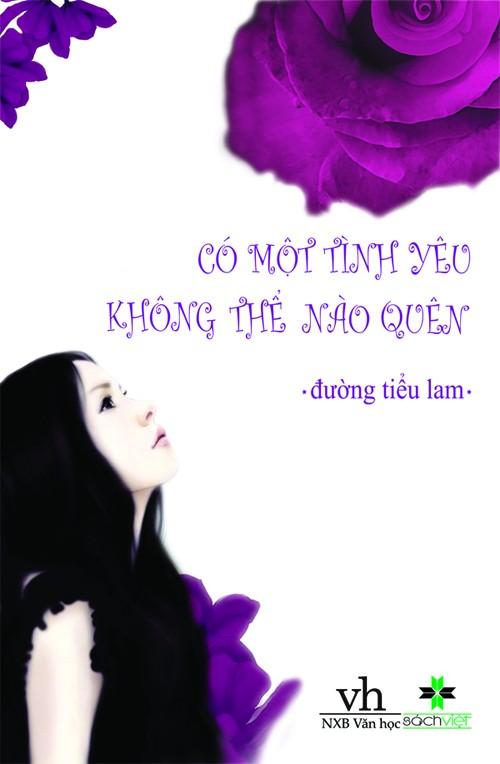 CÓ MỘT TÌNH YÊU
KHÔNG THỂ NÀO QUÊN
·đường tiểu lam·
vh
NXB Văn học
sáchviệt